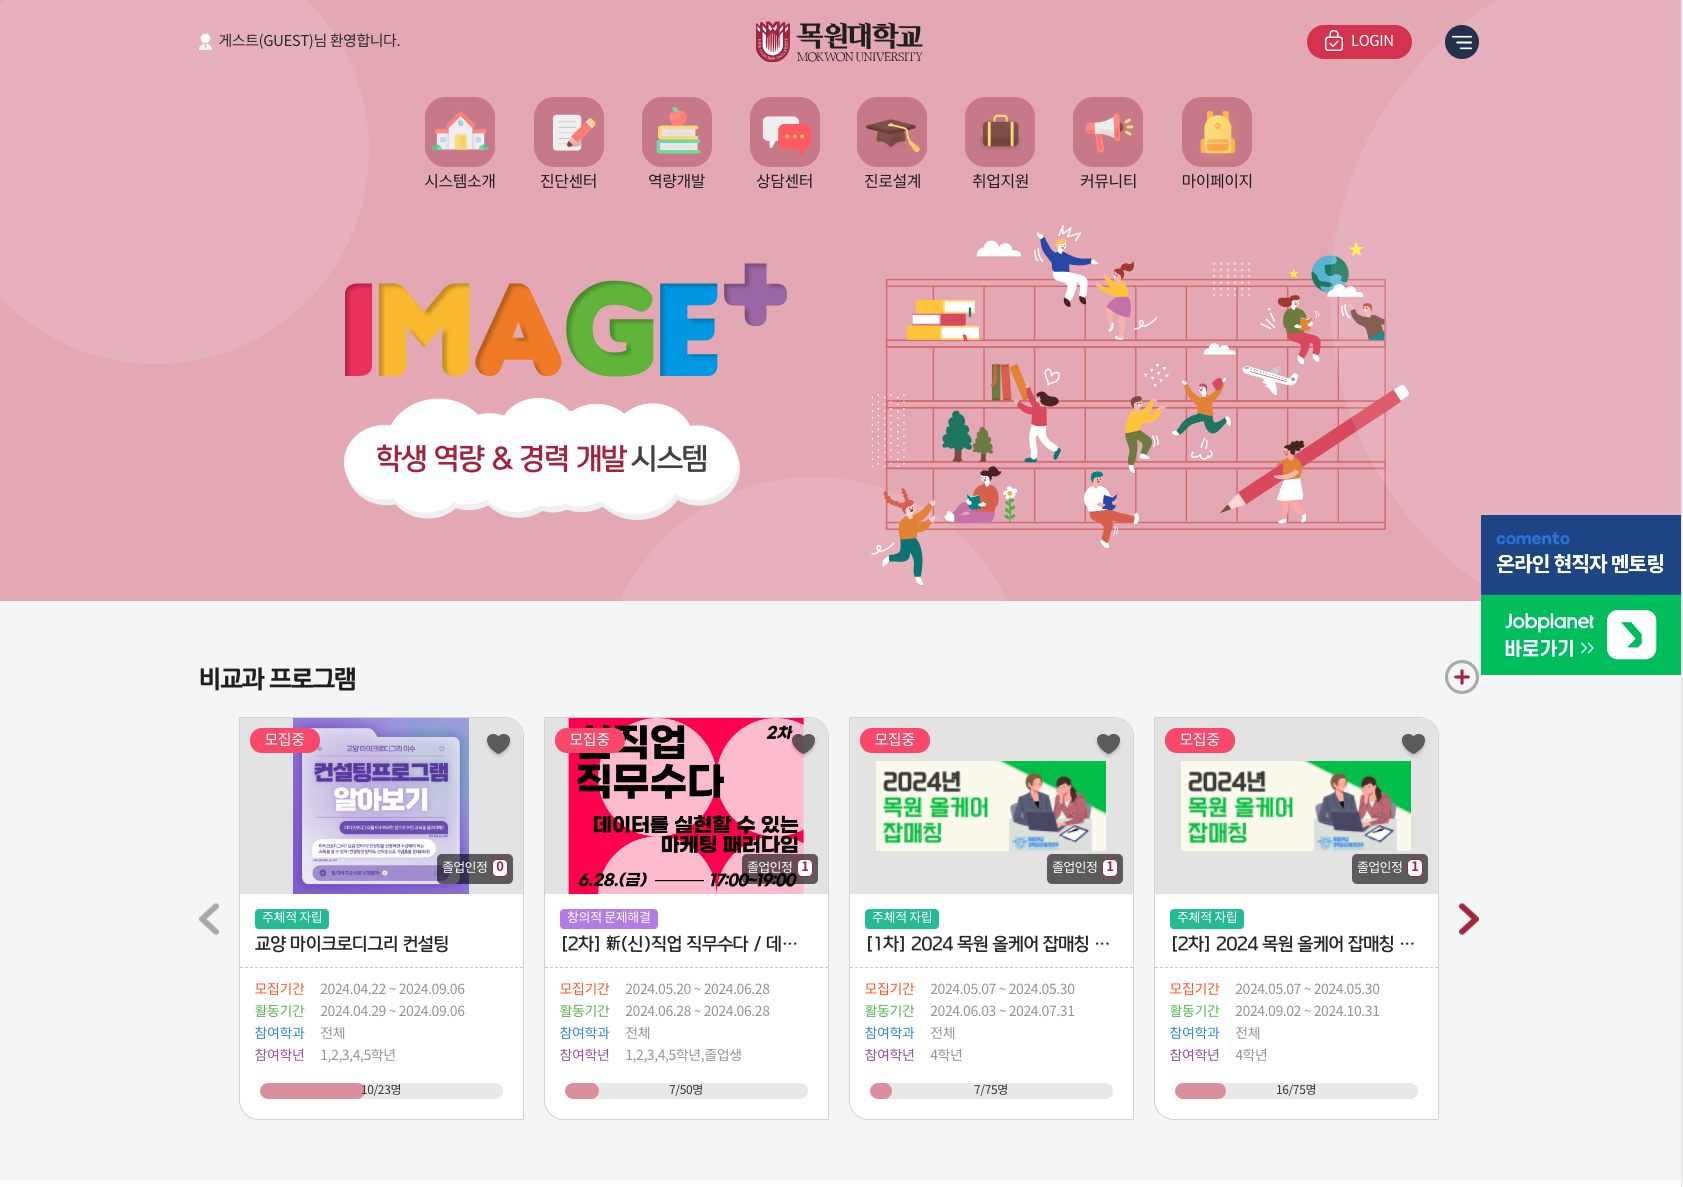 게스트(GUEST)님 환영합니다.
목원대학교
MOKWON UNIVERSITY
LOGIN
시스템소개
진단센터
역량개발
상담센터
진로설계
취업지원
커뮤니티
마이페이지
IMAGE+
학생 역량 & 경력 개발 시스템
comento
온라인 현직자 멘토링
Jobplanet
바로가기 >>
비교과 프로그램
모집중
교양 마이크로디그리 이수
컨설팅프로그램
알아보기
졸업인정 0
주체적 자립
교양 마이크로디그리 컨설팅
모집기간 2024.04.22 ~ 2024.09.06
활동기간 2024.04.29 ~ 2024.09.06
참여학과 전체
참여학년 1,2,3,4,5학년
10/23명
모집중
2차
직업
직무수다
데이터를 실현할 수 있는
마케팅 패러다임
졸업인정 1
6.28.(금) 17:00~19:00
창의적 문제해결
[2차] 新(신)직업 직무수다 / 데…
모집기간 2024.05.20 ~ 2024.06.28
활동기간 2024.06.28 ~ 2024.06.28
참여학과 전체
참여학년 1,2,3,4,5학년,졸업생
7/50명
모집중
2024년
목원 올케어
잡매칭
졸업인정 1
주체적 자립
[1차] 2024 목원 올케어 잡매칭 …
모집기간 2024.05.07 ~ 2024.05.30
활동기간 2024.06.03 ~ 2024.07.31
참여학과 전체
참여학년 4학년
7/75명
모집중
2024년
목원 올케어
잡매칭
졸업인정 1
주체적 자립
[2차] 2024 목원 올케어 잡매칭 …
모집기간 2024.05.07 ~ 2024.05.30
활동기간 2024.09.02 ~ 2024.10.31
참여학과 전체
참여학년 4학년
16/75명